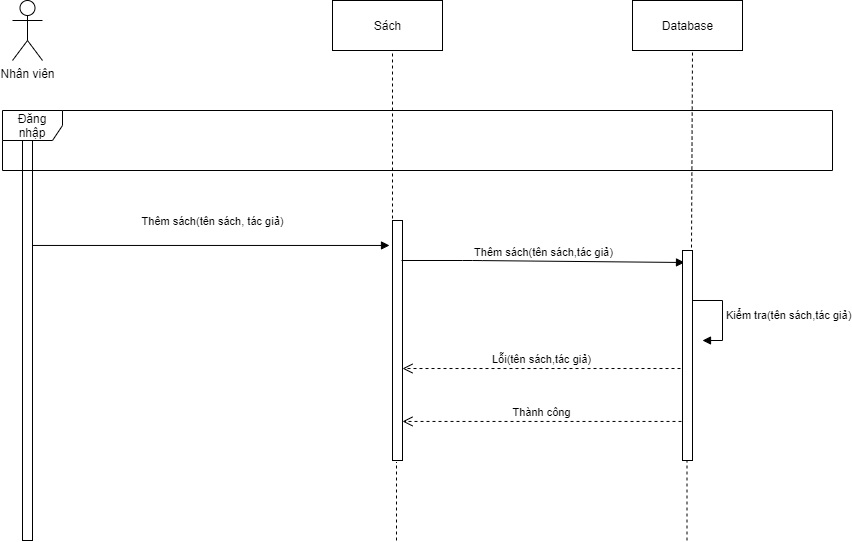 Sách
Database
Nhân viên
Đăng
nhập
Thêm sách(tên sách, tác giả)
Thêm sách(tên sách,tác giả)
Kiểm tra(tên sách,tác giả)
Lỗi(tên sách,tác giả)
Thành công